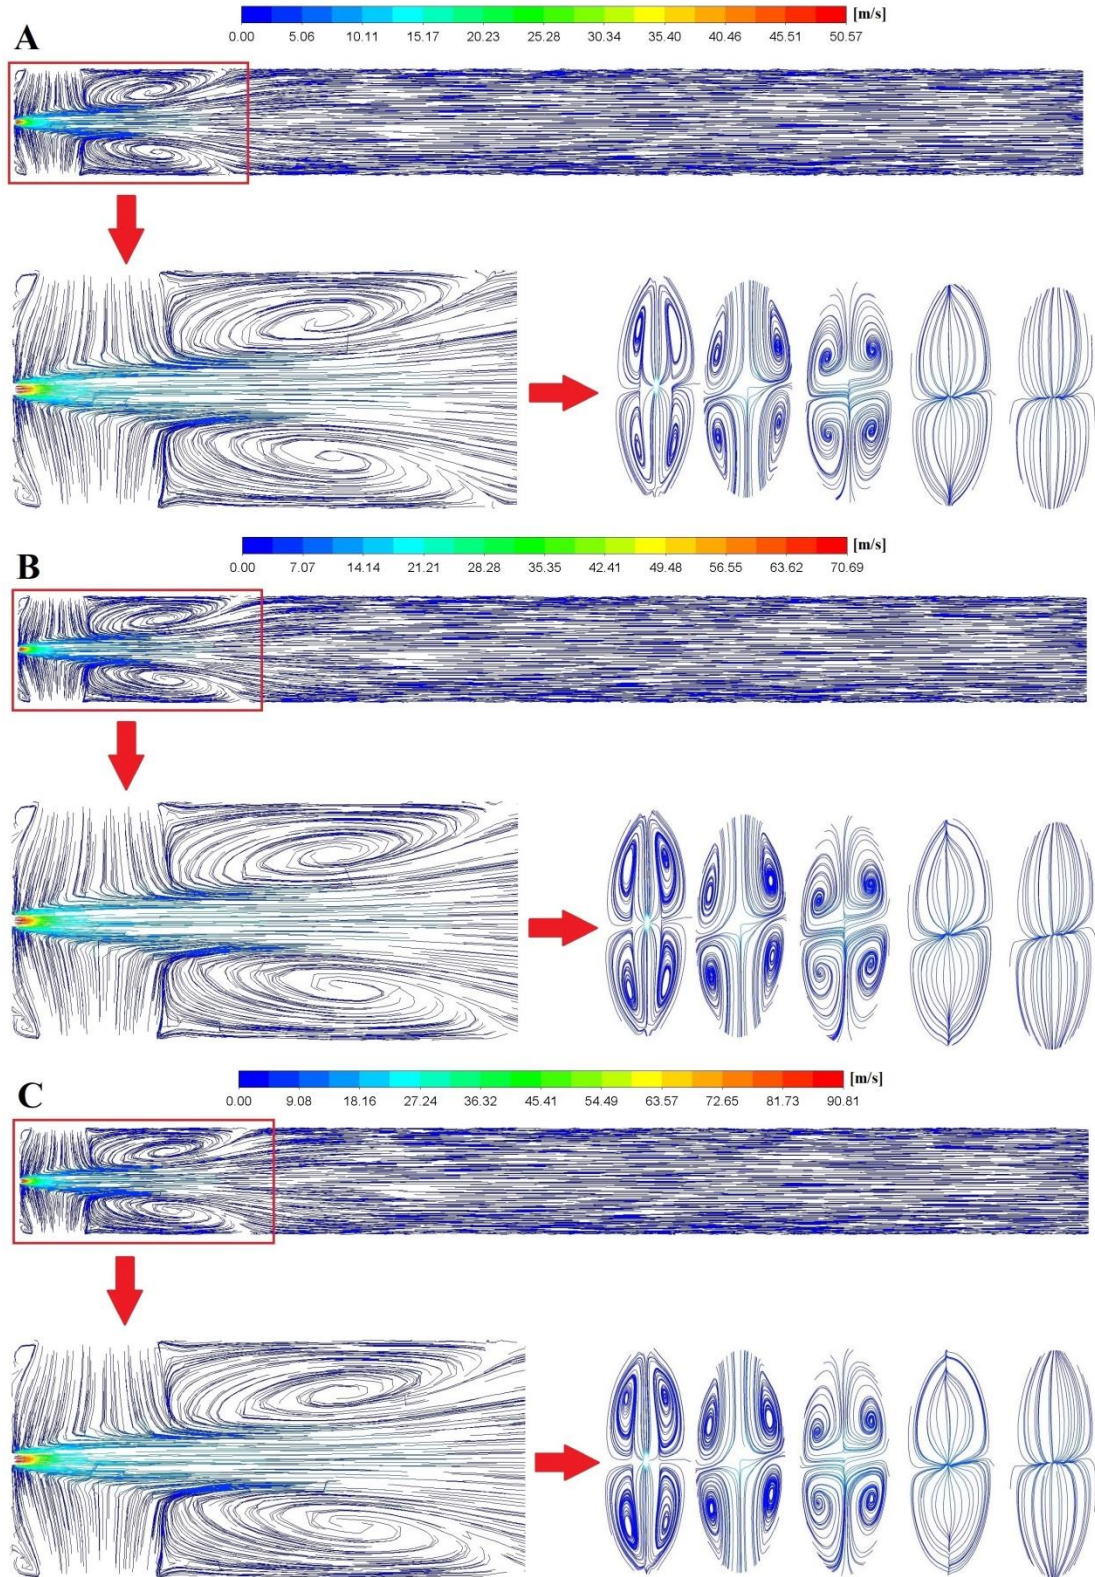 [m/s]
A
0.00 5.06 10.11 15.17 20.23 25.28 30.34 35.40 40.46 45.51 50.57
[m/s]
B
0.00 7.07 14.14 21.21 28.28 35.35 42.41 49.48 56.55 63.62 70.69
[m/s]
C
0.00 9.08 18.16 27.24 36.32 45.41 54.49 63.57 72.65 81.73 90.81